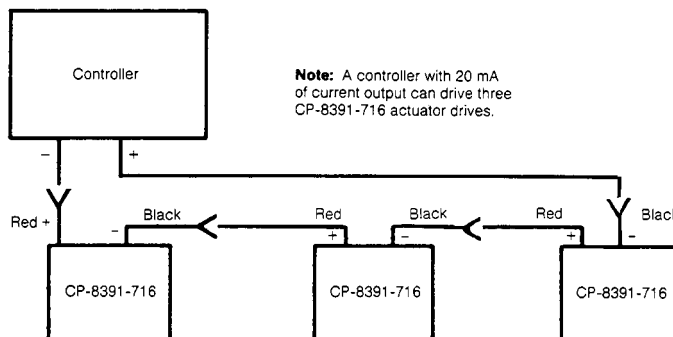 Controller
Note: A controller with 20 mA
of current output can drive three
CP-8391-716 actuator drives.
− +
Red + − Black Red + − Black Red + − Black
CP-8391-716 CP-8391-716 CP-8391-716